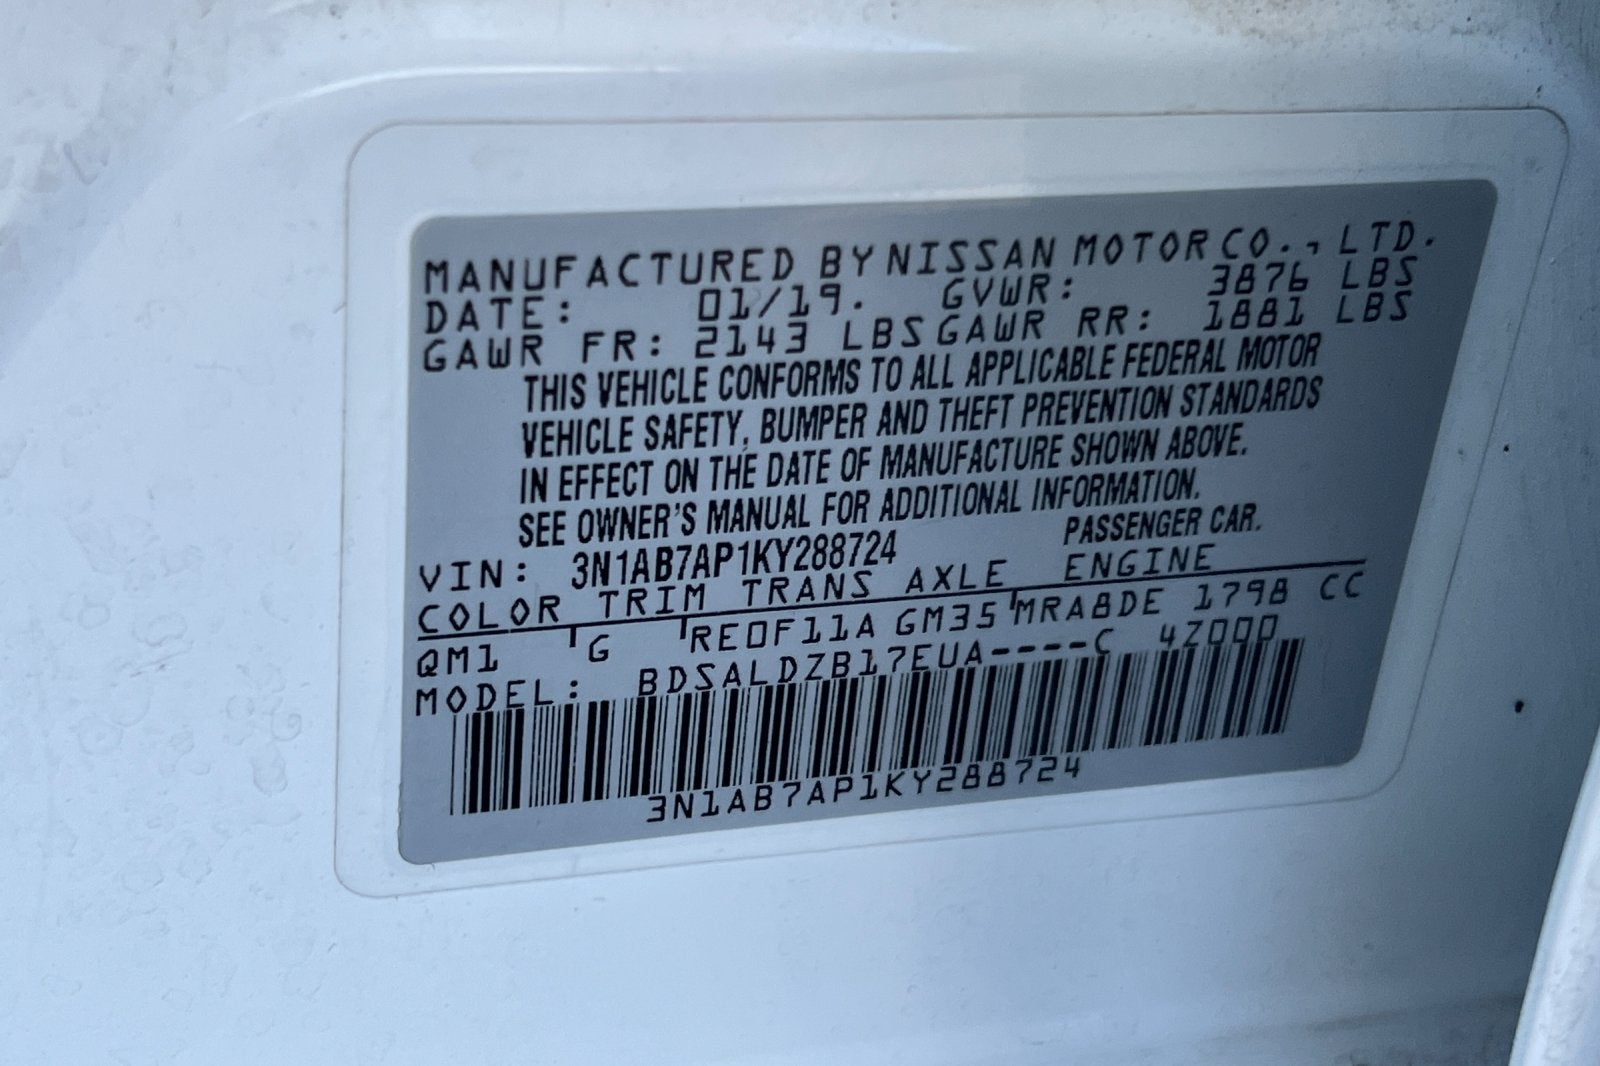 MANUFACTURED BY NISSAN MOTOR CO., LTD.
DATE: 01/19. GVWR: 3876 LBS
GAWR FR: 2143 LBS GAWR RR: 1881 LBS
THIS VEHICLE CONFORMS TO ALL APPLICABLE FEDERAL MOTOR
VEHICLE SAFETY, BUMPER AND THEFT PREVENTION STANDARDS
IN EFFECT ON THE DATE OF MANUFACTURE SHOWN ABOVE.
SEE OWNER'S MANUAL FOR ADDITIONAL INFORMATION.
VIN: 3N1AB7AP1KY288724 PASSENGER CAR.
COLOR TRIM TRANS AXLE ENGINE
QM1 G RE0F11A GM35 MRA8DE 1798 CC
MODEL: BDSALDZB17EUA----C 4Z000
3N1AB7AP1KY288724